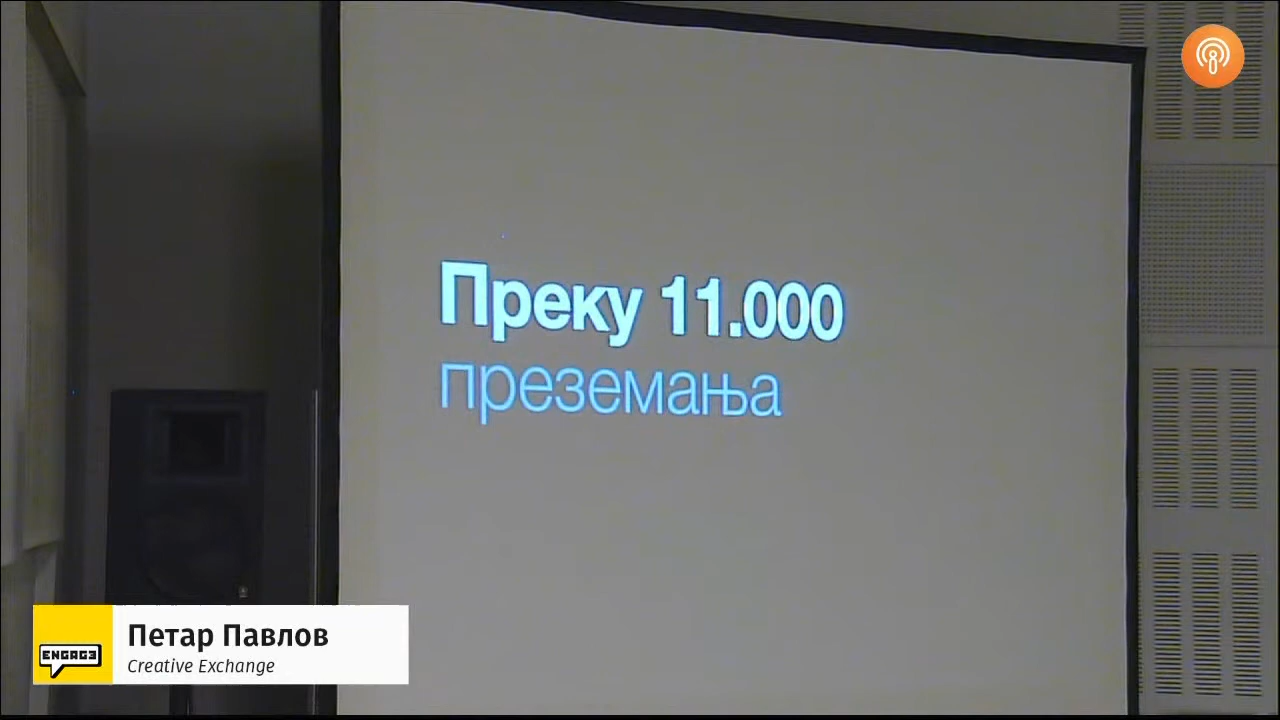 Преку 11.000
преземања
ENGAGE
Петар Павлов
Creative Exchange